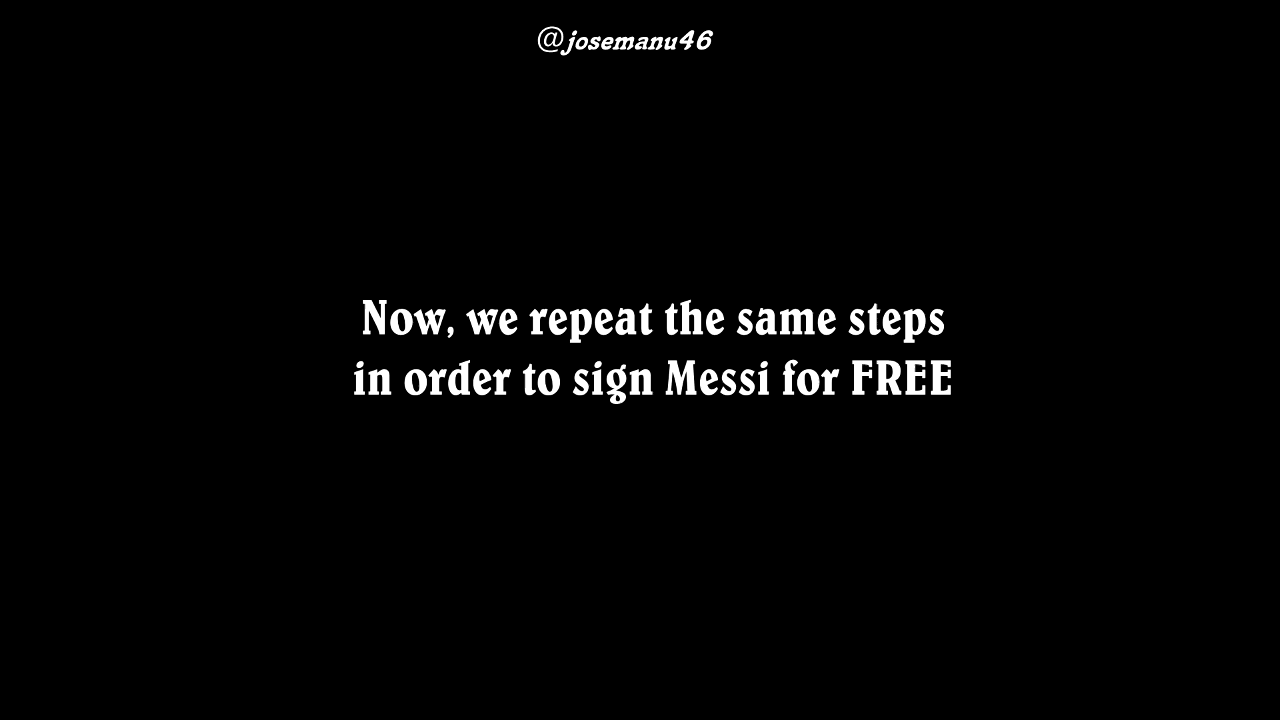 @josemanu46
Now, we repeat the same steps
in order to sign Messi for FREE